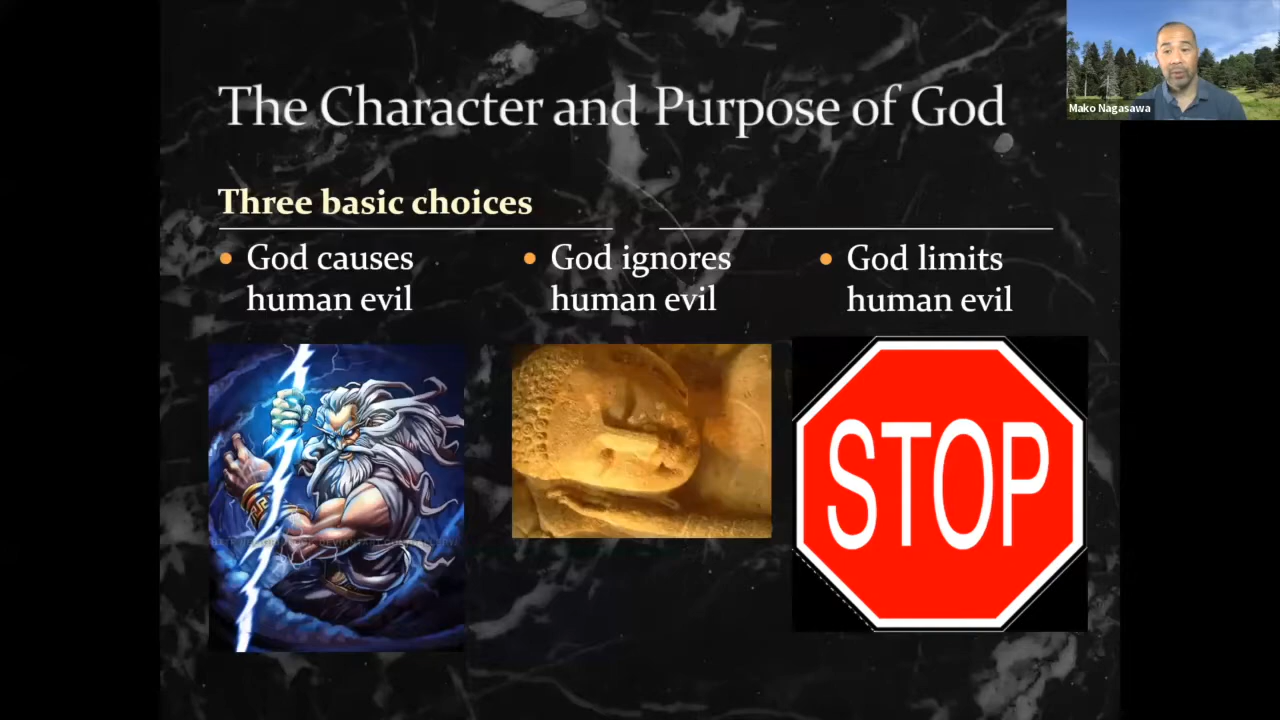 The Character and Purpose of God
Mako Nagasawa
Three basic choices
God causes
human evil
God ignores
human evil
God limits
human evil
STOP